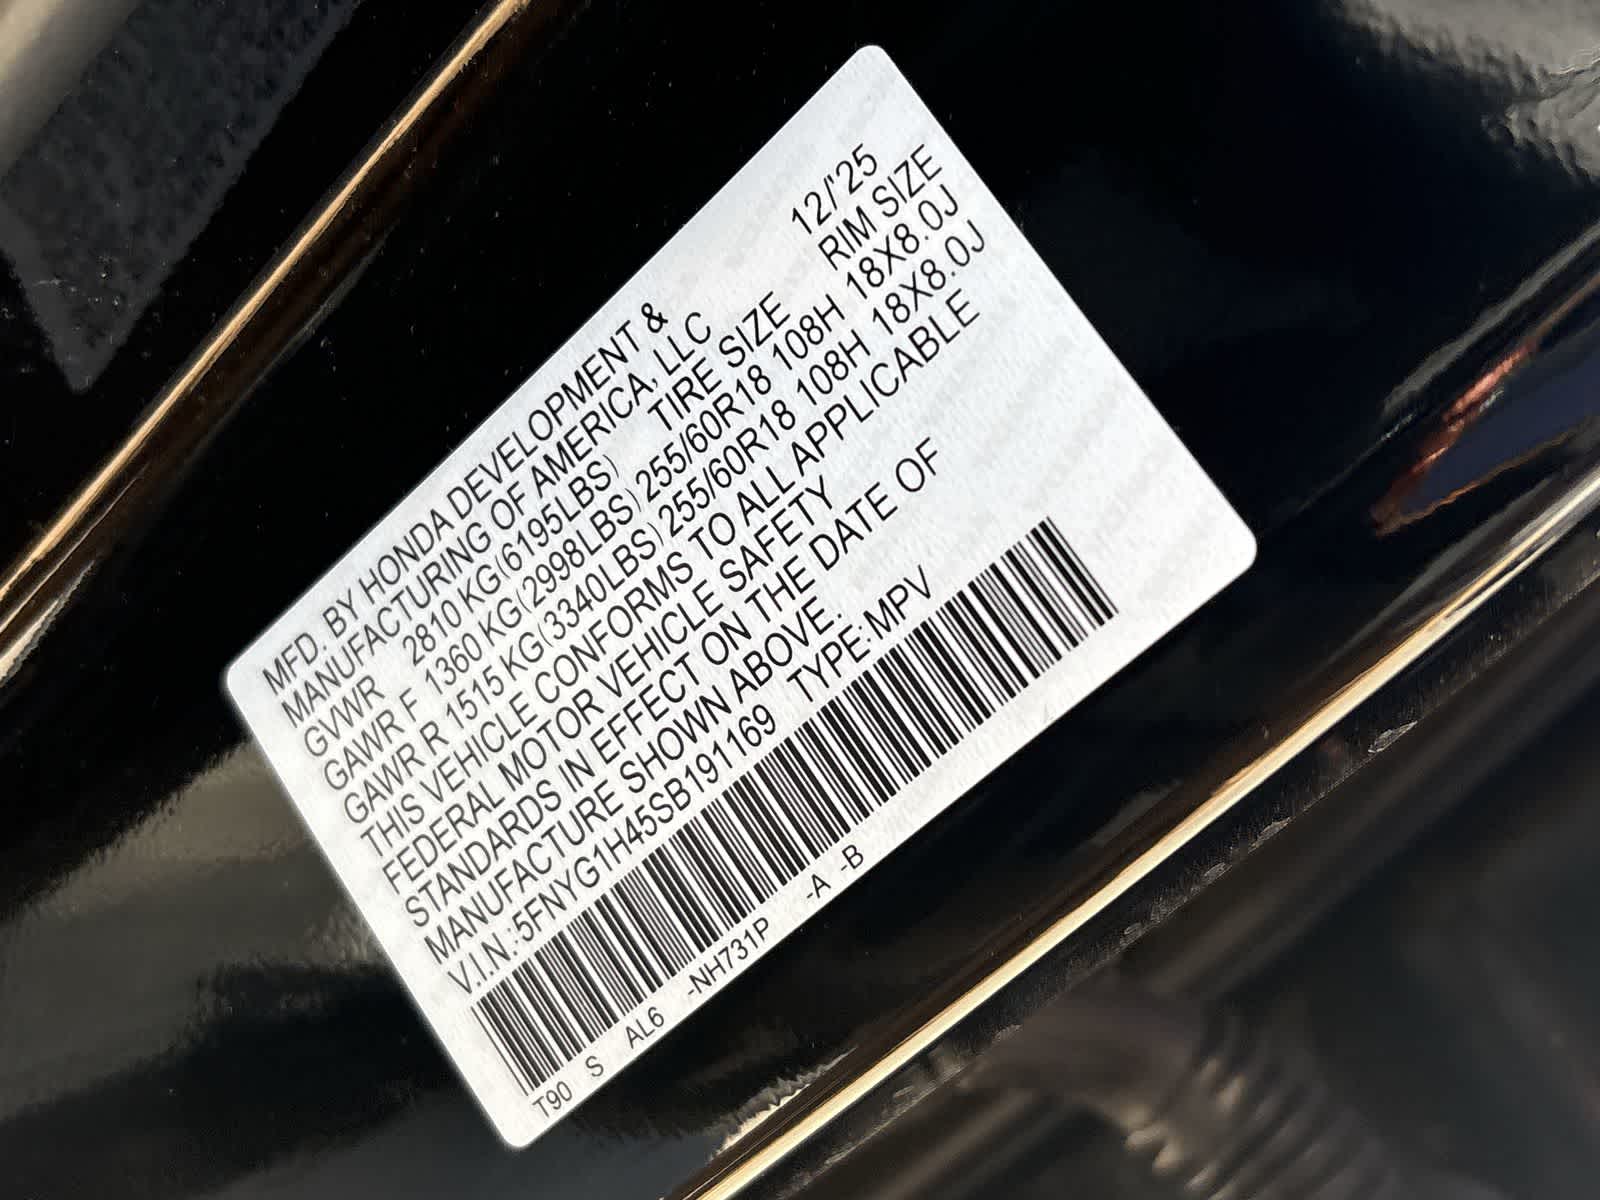 12/'25
MFD. BY HONDA DEVELOPMENT &
MANUFACTURING OF AMERICA, LLC
GVWR 2810 KG(6195LBS) TIRE SIZE RIM SIZE
GAWR F 1360 KG(2998LBS) 255/60R18 108H 18X8.0J
GAWR R 1515 KG(3340LBS) 255/60R18 108H 18X8.0J
THIS VEHICLE CONFORMS TO ALL APPLICABLE
FEDERAL MOTOR VEHICLE SAFETY
STANDARDS IN EFFECT ON THE DATE OF
MANUFACTURE SHOWN ABOVE.
V.I.N.:5FNYG1H45SB191169 TYPE:MPV
T90 S AL6 -NH731P -A -B